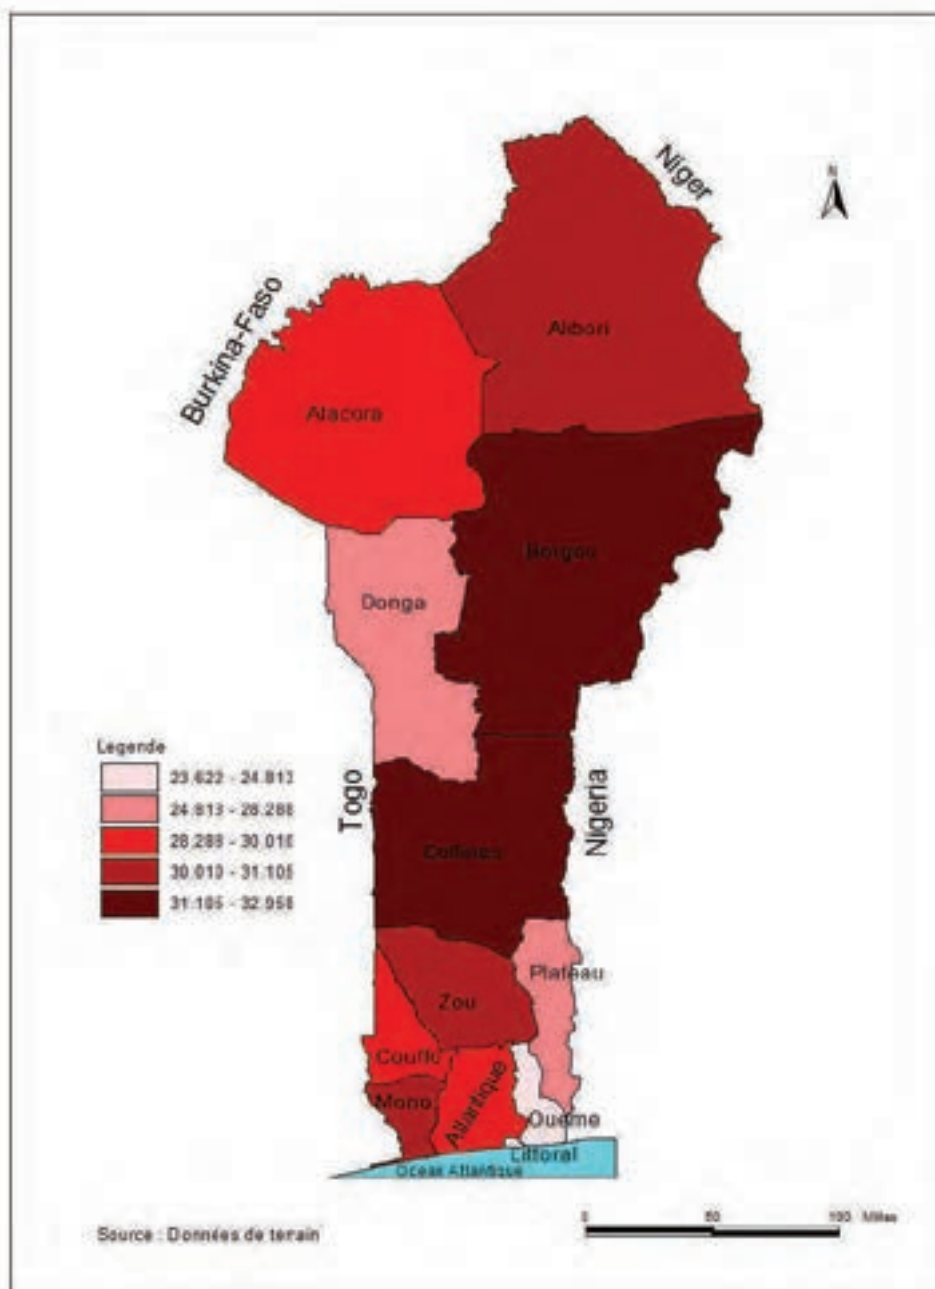 N
Niger
Burkina-Faso
Alibori
Atacora
Borgou
Donga
Legende
23.622 - 24.813
24.813 - 28.288
28.288 - 30.010
30.010 - 31.105
31.105 - 32.958
Togo
Nigeria
Collines
Plateau
Zou
Couffo
Mono
Atlantique
Oueme
Littoral
Ocean Atlantique
0 50 100 Miles
Source : Données de terrain